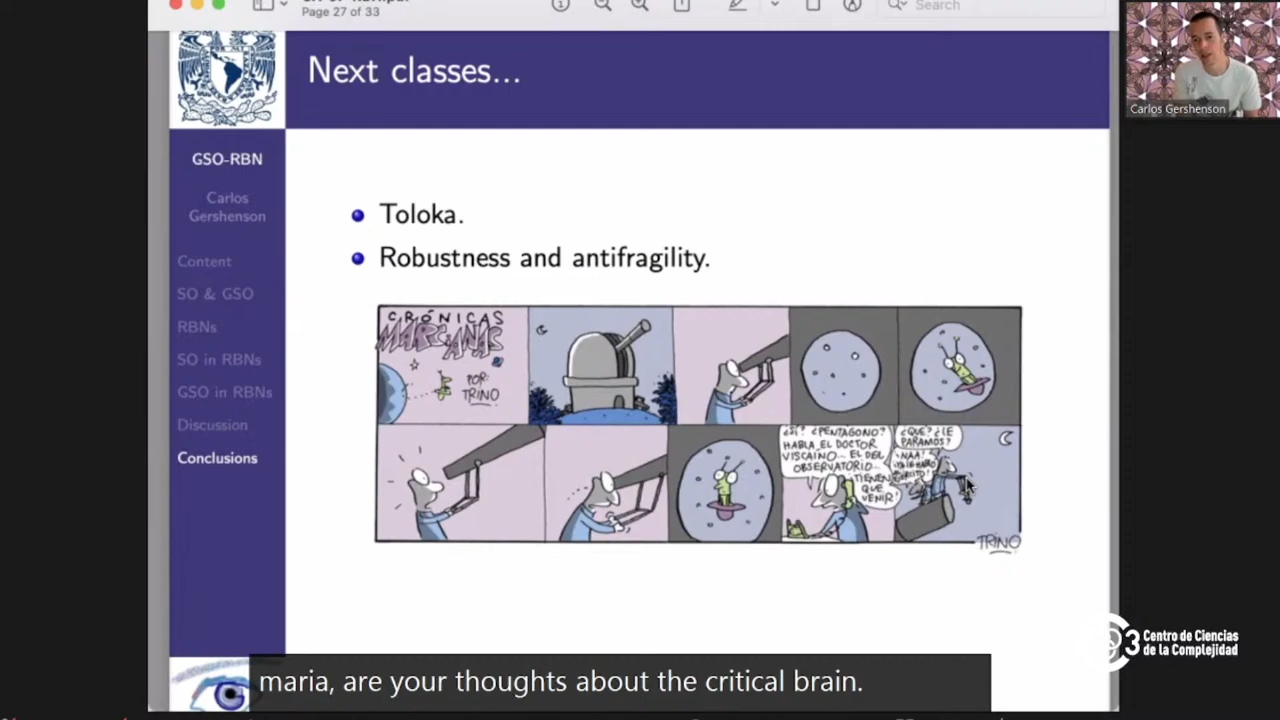 Page 27 of 33
Search
Next classes...
Carlos Gershenson
GSO-RBN
Carlos
Gershenson
Content
SO & GSO
RBNs
SO in RBNs
GSO in RBNs
Discussion
Conclusions
Toloka.
Robustness and antifragility.
CRÓNICAS
MARCIANAS
POR:
TRINO
¿SÍ? ¿PENTÁGONO?
HABLA EL DOCTOR
VISCAINO... EL DEL
OBSERVATORIO...
TIENEN
QUE
VENIR!
¿QUÉ? ¿LE
PARAMOS?
¡NAA!
TRINO
C3 Centro de Ciencias
de la Complejidad
maria, are your thoughts about the critical brain.